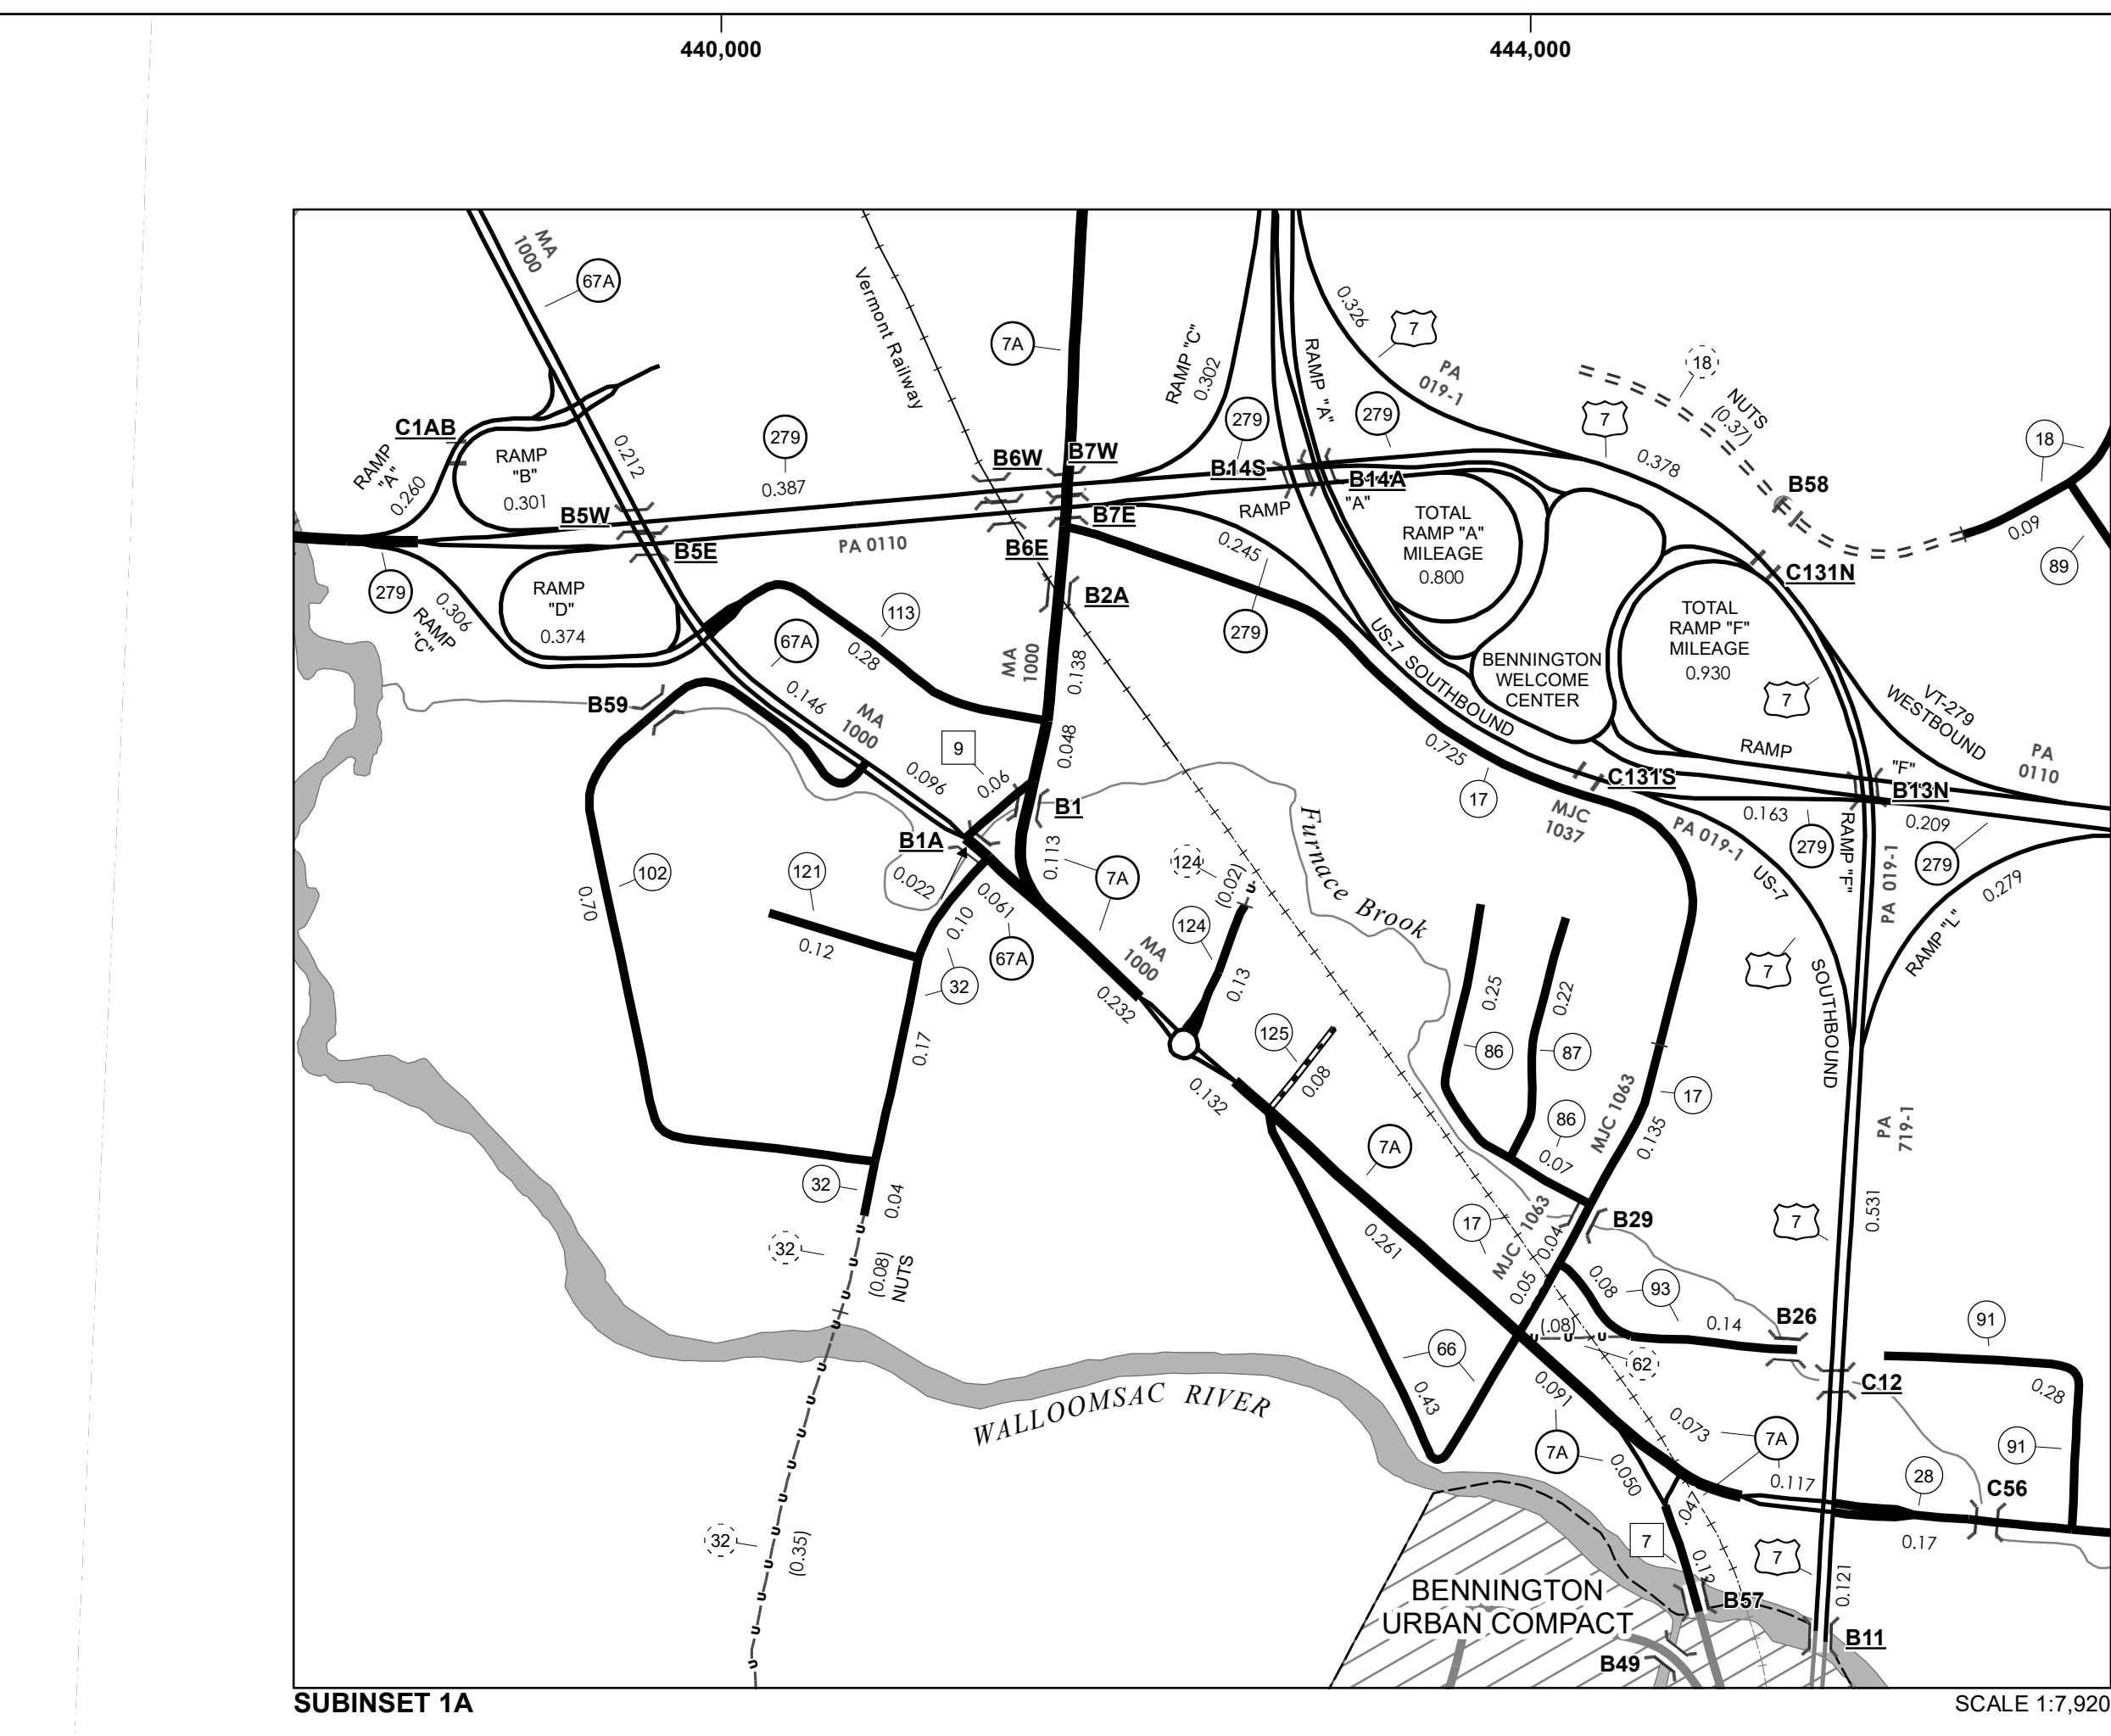 440,000
444,000
MA
1000
67A
Vermont Railway
7A
RAMP "C"
0.302
0.326
7
PA
019-1
RAMP "A"
279
279
7
18
NUTS
(0.37)
18
0.378
B58
0.09
89
C1AB
RAMP
"A"
0.260
RAMP
"B"
0.301
0.212
279
0.387
B6W
B7W
B14S
B14A
RAMP
"A"
B5W
B5E
PA 0110
B7E
B6E
B2A
0.245
279
TOTAL
RAMP "A"
MILEAGE
0.800
C131N
279
0.306
RAMP
"C"
RAMP
"D"
0.374
113
0.28
67A
0.146
MA
1000
MA
1000
0.138
0.048
US-7 SOUTHBOUND
BENNINGTON
WELCOME
CENTER
TOTAL
RAMP "F"
MILEAGE
0.930
7
VT-279
WESTBOUND
PA
0110
B59
9
0.06
0.096
B1
B1A
0.022
0.725
17
MJC
1037
C131S
RAMP
"F"
B13N
0.163
279
0.209
279
PA 019-1
US-7
RAMP "F"
PA 019-1
0.279
RAMP "L"
102
0.70
121
0.12
0.10
0.061
67A
32
0.113
7A
124
(0.02)
S
124
0.13
Furnace Brook
MA
1000
0.232
0.17
125
0.08
0.132
0.25
86
0.22
87
7
SOUTHBOUND
17
MJC 1063
0.135
86
0.07
7A
PA
719-1
32
0.04
32
(0.08)
NUTS
0.261
17
MJC 1063
0.04
0.05
B29
7
0.531
0.08
93
0.14
B26
(.08)
62
91
0.28
91
C12
66
0.43
0.091
7A
0.073
7A
0.117
0.050
.047
28
C56
0.17
WALLOOMSAC RIVER
32
(0.35)
7
7
0.121
B57
BENNINGTON
URBAN COMPACT
B49
B11
SUBINSET 1A
SCALE 1:7,920